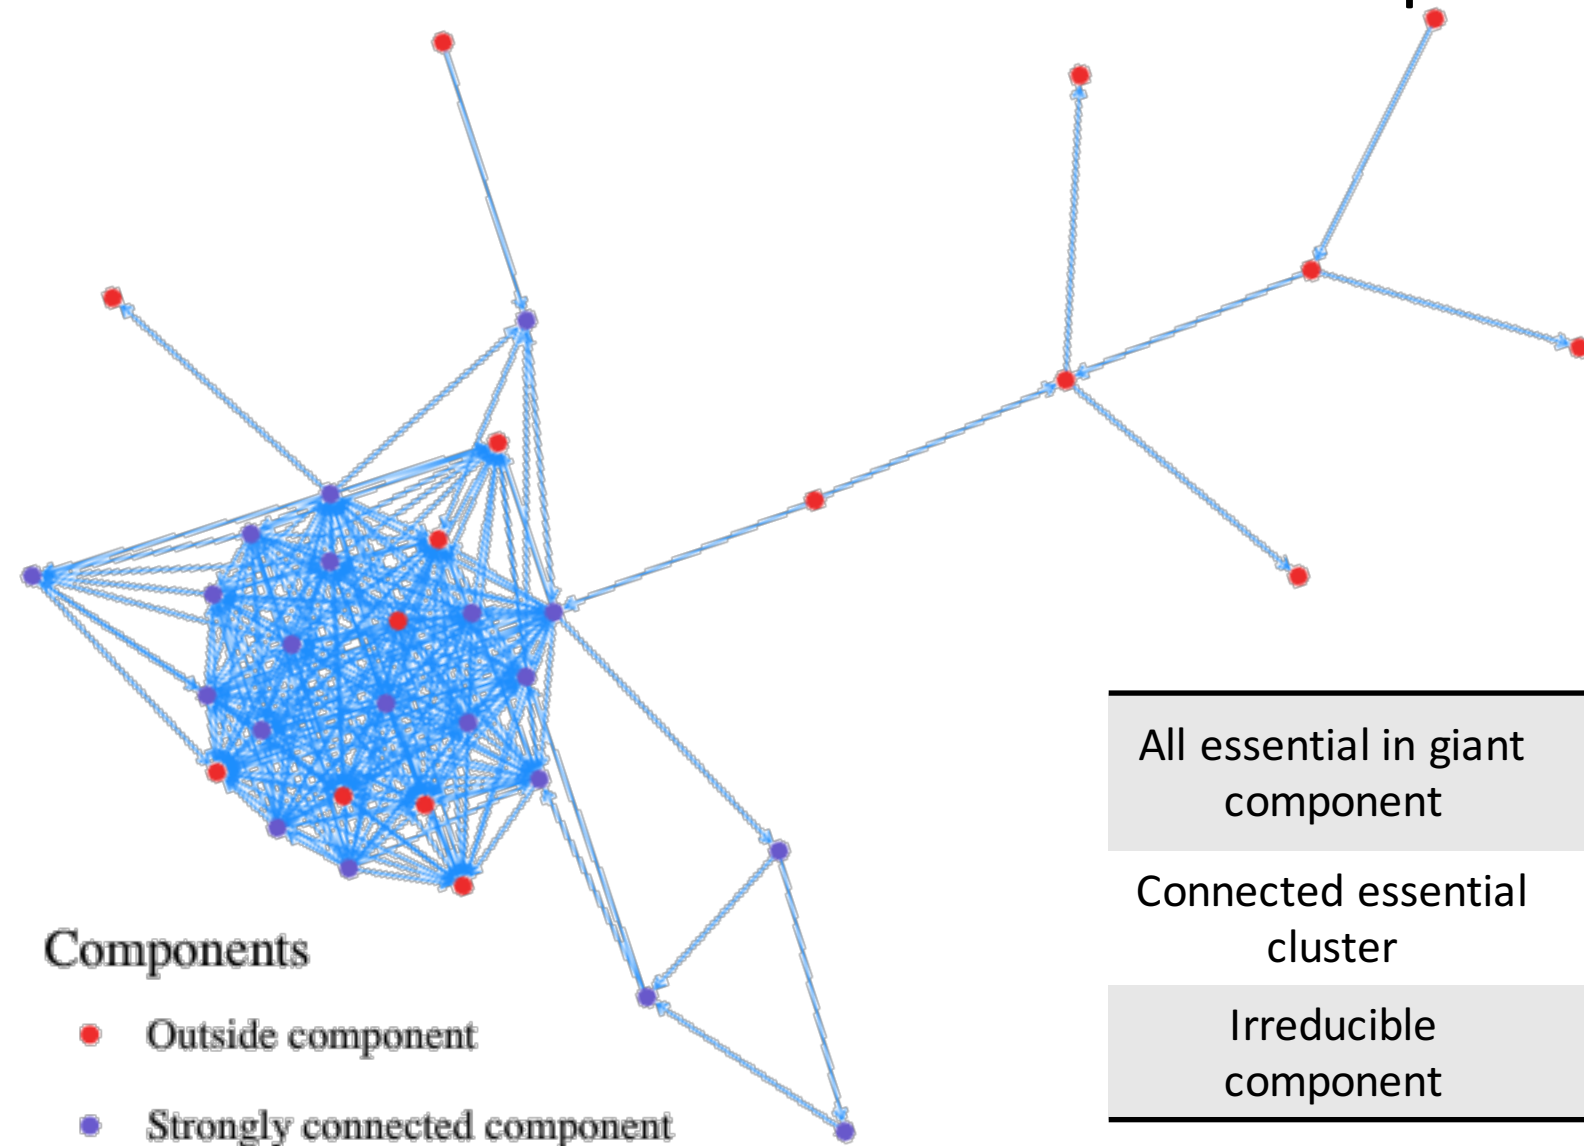 All essential in giant
component
Connected essential
cluster
Irreducible
component
Components
Outside component
Strongly connected component